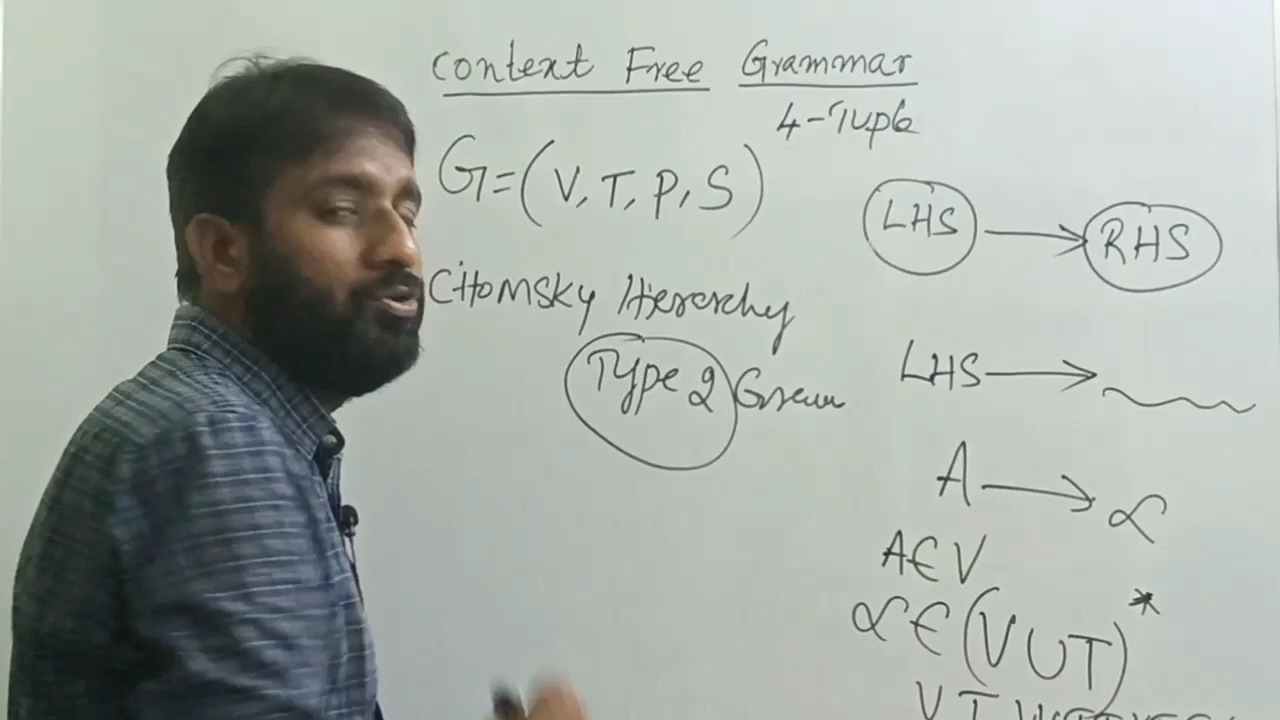 Context Free Grammar
4-Tuple
G=(V,T,P,S)
LHS → RHS
CHOMSKY Hierarchy
Type 2 Gram
LHS →
A → ∝
A∈V
∝∈(V∪T)*
V T